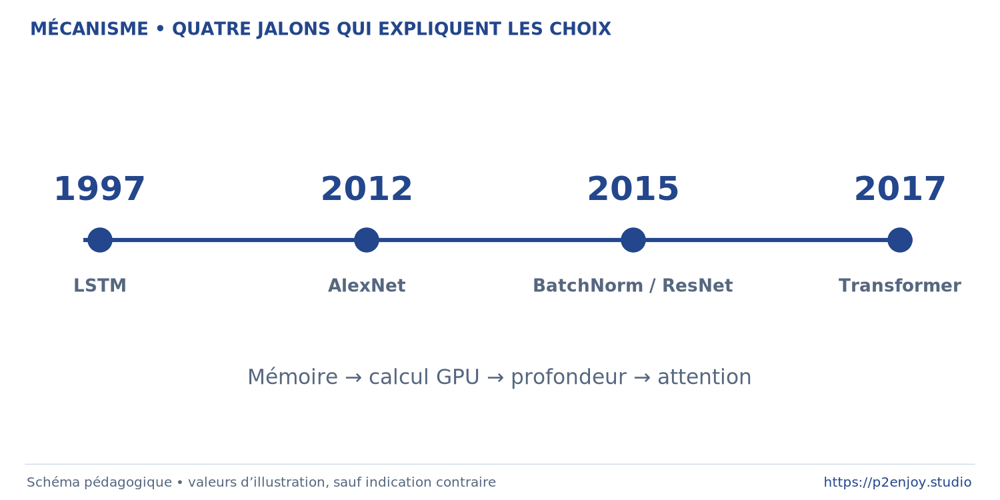 MÉCANISME • QUATRE JALONS QUI EXPLIQUENT LES CHOIX
1997
2012
2015
2017
LSTM
AlexNet
BatchNorm / ResNet
Transformer
Mémoire → calcul GPU → profondeur → attention
Schéma pédagogique • valeurs d’illustration, sauf indication contraire
https://p2enjoy.studio